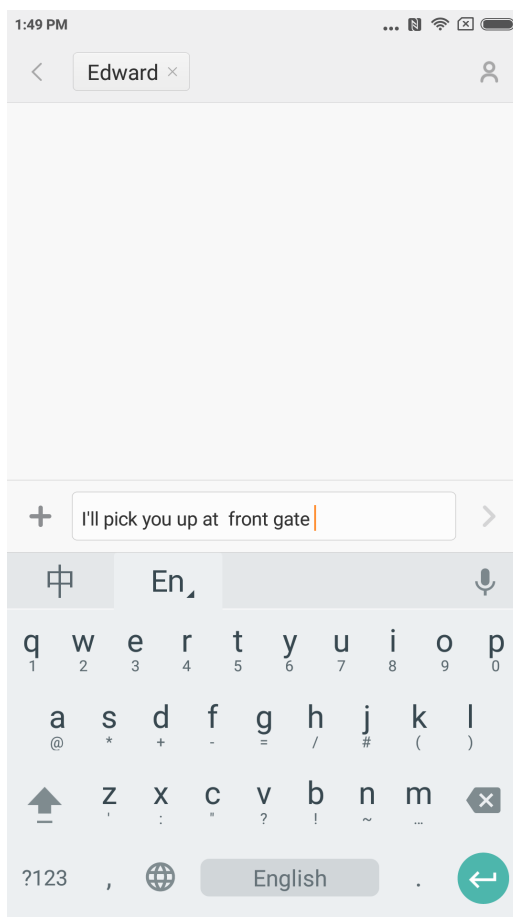 1:49 PM
Edward ×
I'll pick you up at  front gate
中 En
q w e r t y u i o p
1 2 3 4 5 6 7 8 9 0
a s d f g h j k l
@ * + - = / # ( )
z x c v b n m
' : " ? ! ~ …
?123 , English .